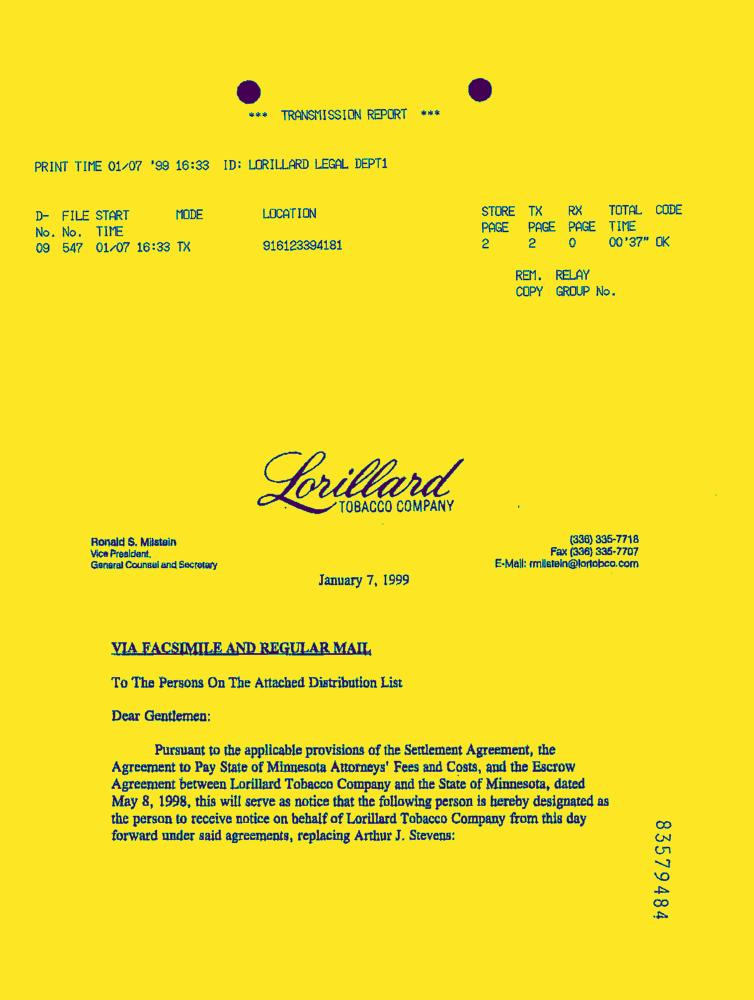 *** TRANSMISSION REPORT ***
PRINT TIME 01/07 '99 16:33 ID: LORILLARD LEGAL DEPT1
D- FILE START MODE LOCATION STORE TX RX TOTAL CODE
No. No. TIME PAGE PAGE PAGE TIME
09 547 01/07 16:33 TX 916123394181 2 2 0 00'37" OK
REM. RELAY
COPY GROUP No.
Lorillard
TOBACCO COMPANY
Ronald S. Milstein
Vice President,
General Counsel and Secretary
(336) 335-7718
Fax (336) 335-7707
E-Mail: rmilstein@lortobco.com
January 7, 1999
VIA FACSIMILE AND REGULAR MAIL
To The Persons On The Attached Distribution List
Dear Gentlemen:
Pursuant to the applicable provisions of the Settlement Agreement, the
Agreement to Pay State of Minnesota Attorneys' Fees and Costs, and the Escrow
Agreement between Lorillard Tobacco Company and the State of Minnesota, dated
May 8, 1998, this will serve as notice that the following person is hereby designated as
the person to receive notice on behalf of Lorillard Tobacco Company from this day
forward under said agreements, replacing Arthur J. Stevens:
83579484